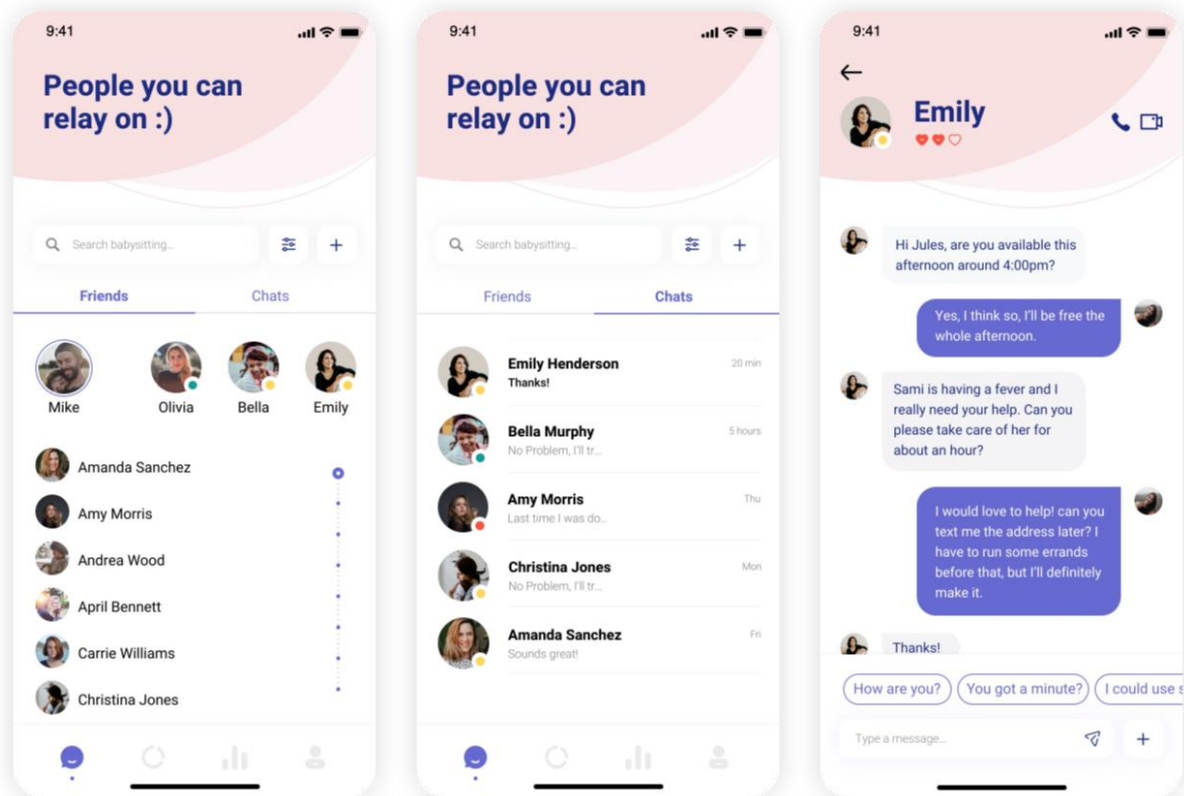 9:41
People you can
relay on :)
Search babysitting...
Friends Chats
Mike Olivia Bella Emily
Amanda Sanchez
Amy Morris
Andrea Wood
April Bennett
Carrie Williams
Christina Jones
9:41
People you can
relay on :)
Search babysitting...
Friends Chats
Emily Henderson 20 min
Thanks!
Bella Murphy 5 hours
No Problem, I'll tr...
Amy Morris Thu
Last time I was do...
Christina Jones Mon
No Problem, I'll tr...
Amanda Sanchez Fri
Sounds great!
9:41
Emily
Hi Jules, are you available this
afternoon around 4:00pm?
Yes, I think so, I'll be free the
whole afternoon.
Sami is having a fever and I
really need your help. Can you
please take care of her for
about an hour?
I would love to help! can you
text me the address later? I
have to run some errands
before that, but I'll definitely
make it.
Thanks!
How are you? You got a minute? I could use s
Type a message...